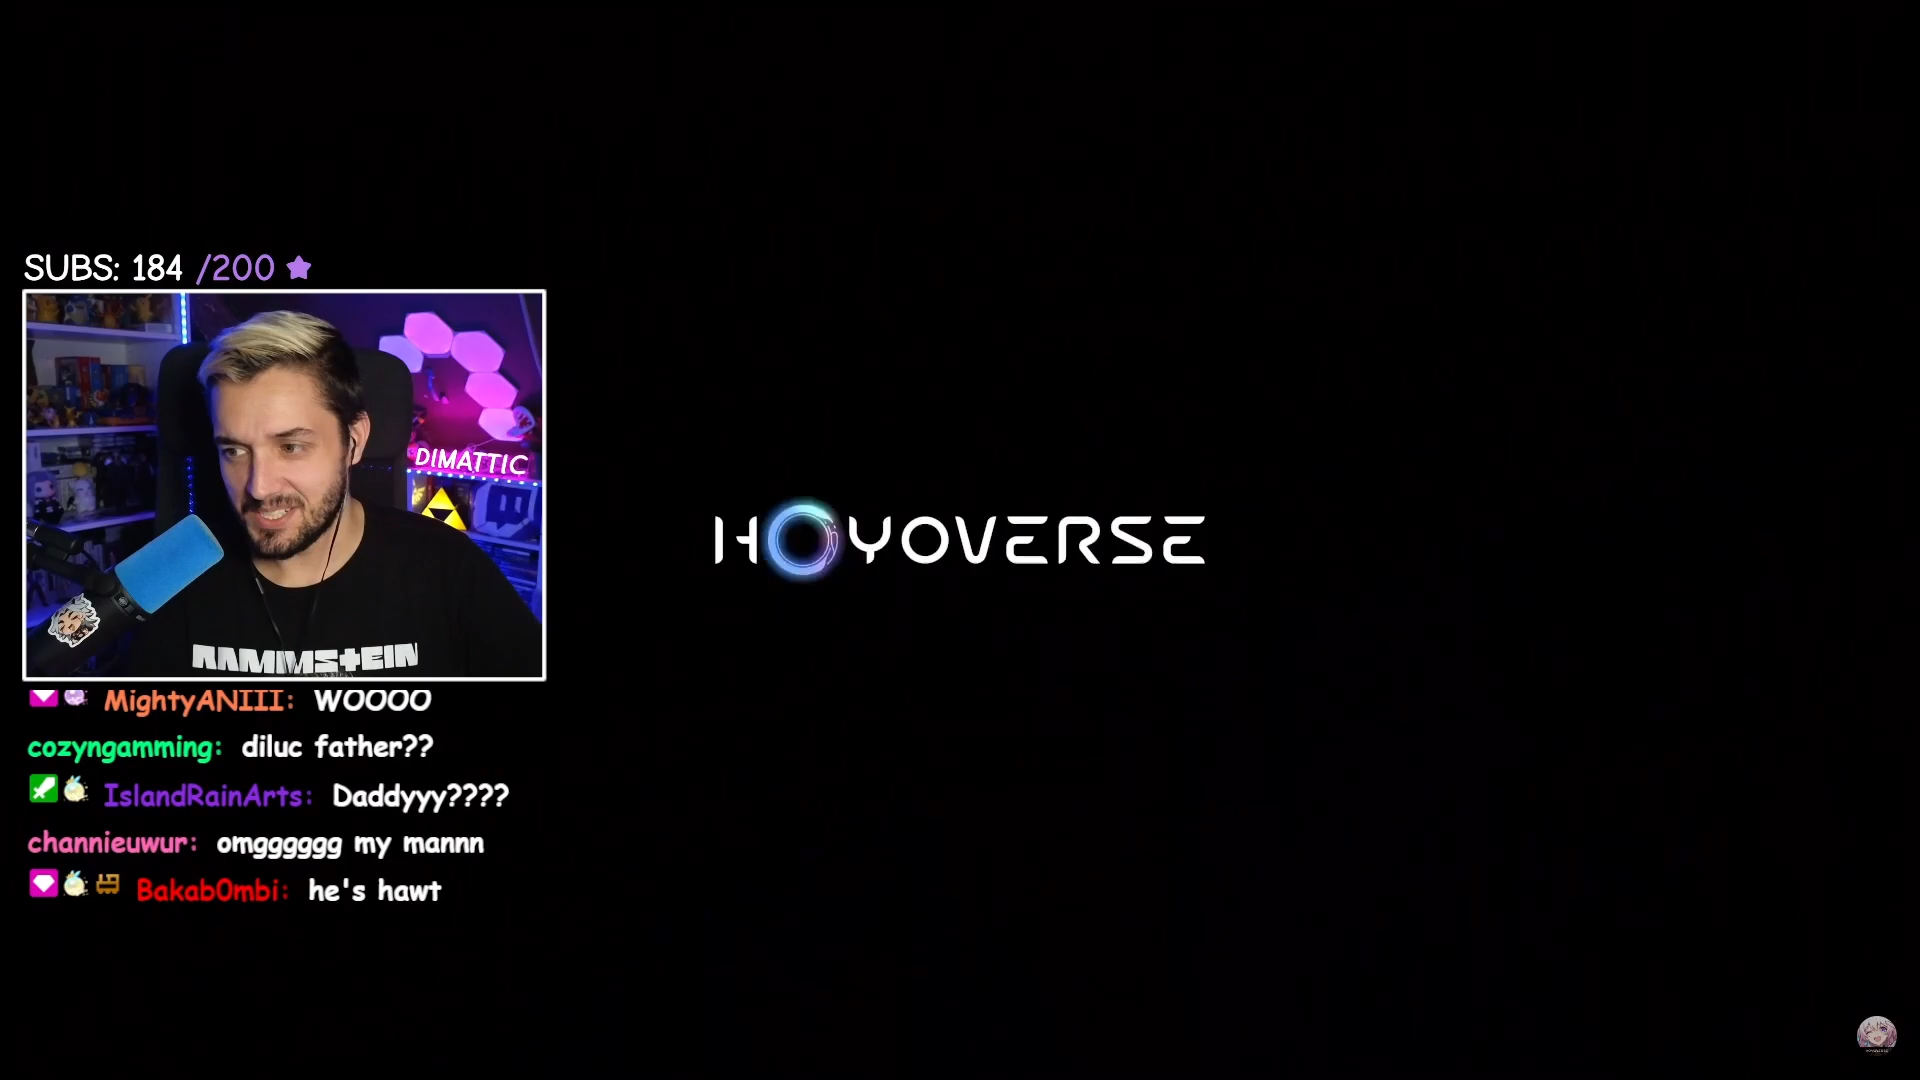 SUBS: 184 /200
DIMATTIC
RAMMSTEIN
HOYOVERSE
MightyANIII: WOOOO
cozyngamming: diluc father??
IslandRainArts: Daddyyy????
channieuwur: omgggggg my mannn
Bakab0mbi: he's hawt